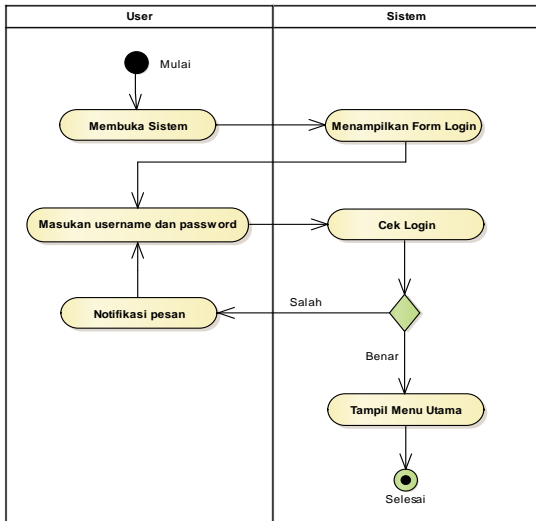 User
Sistem
Mulai
Membuka Sistem
Menampilkan Form Login
Masukan username dan password
Cek Login
Salah
Notifikasi pesan
Benar
Tampil Menu Utama
Selesai